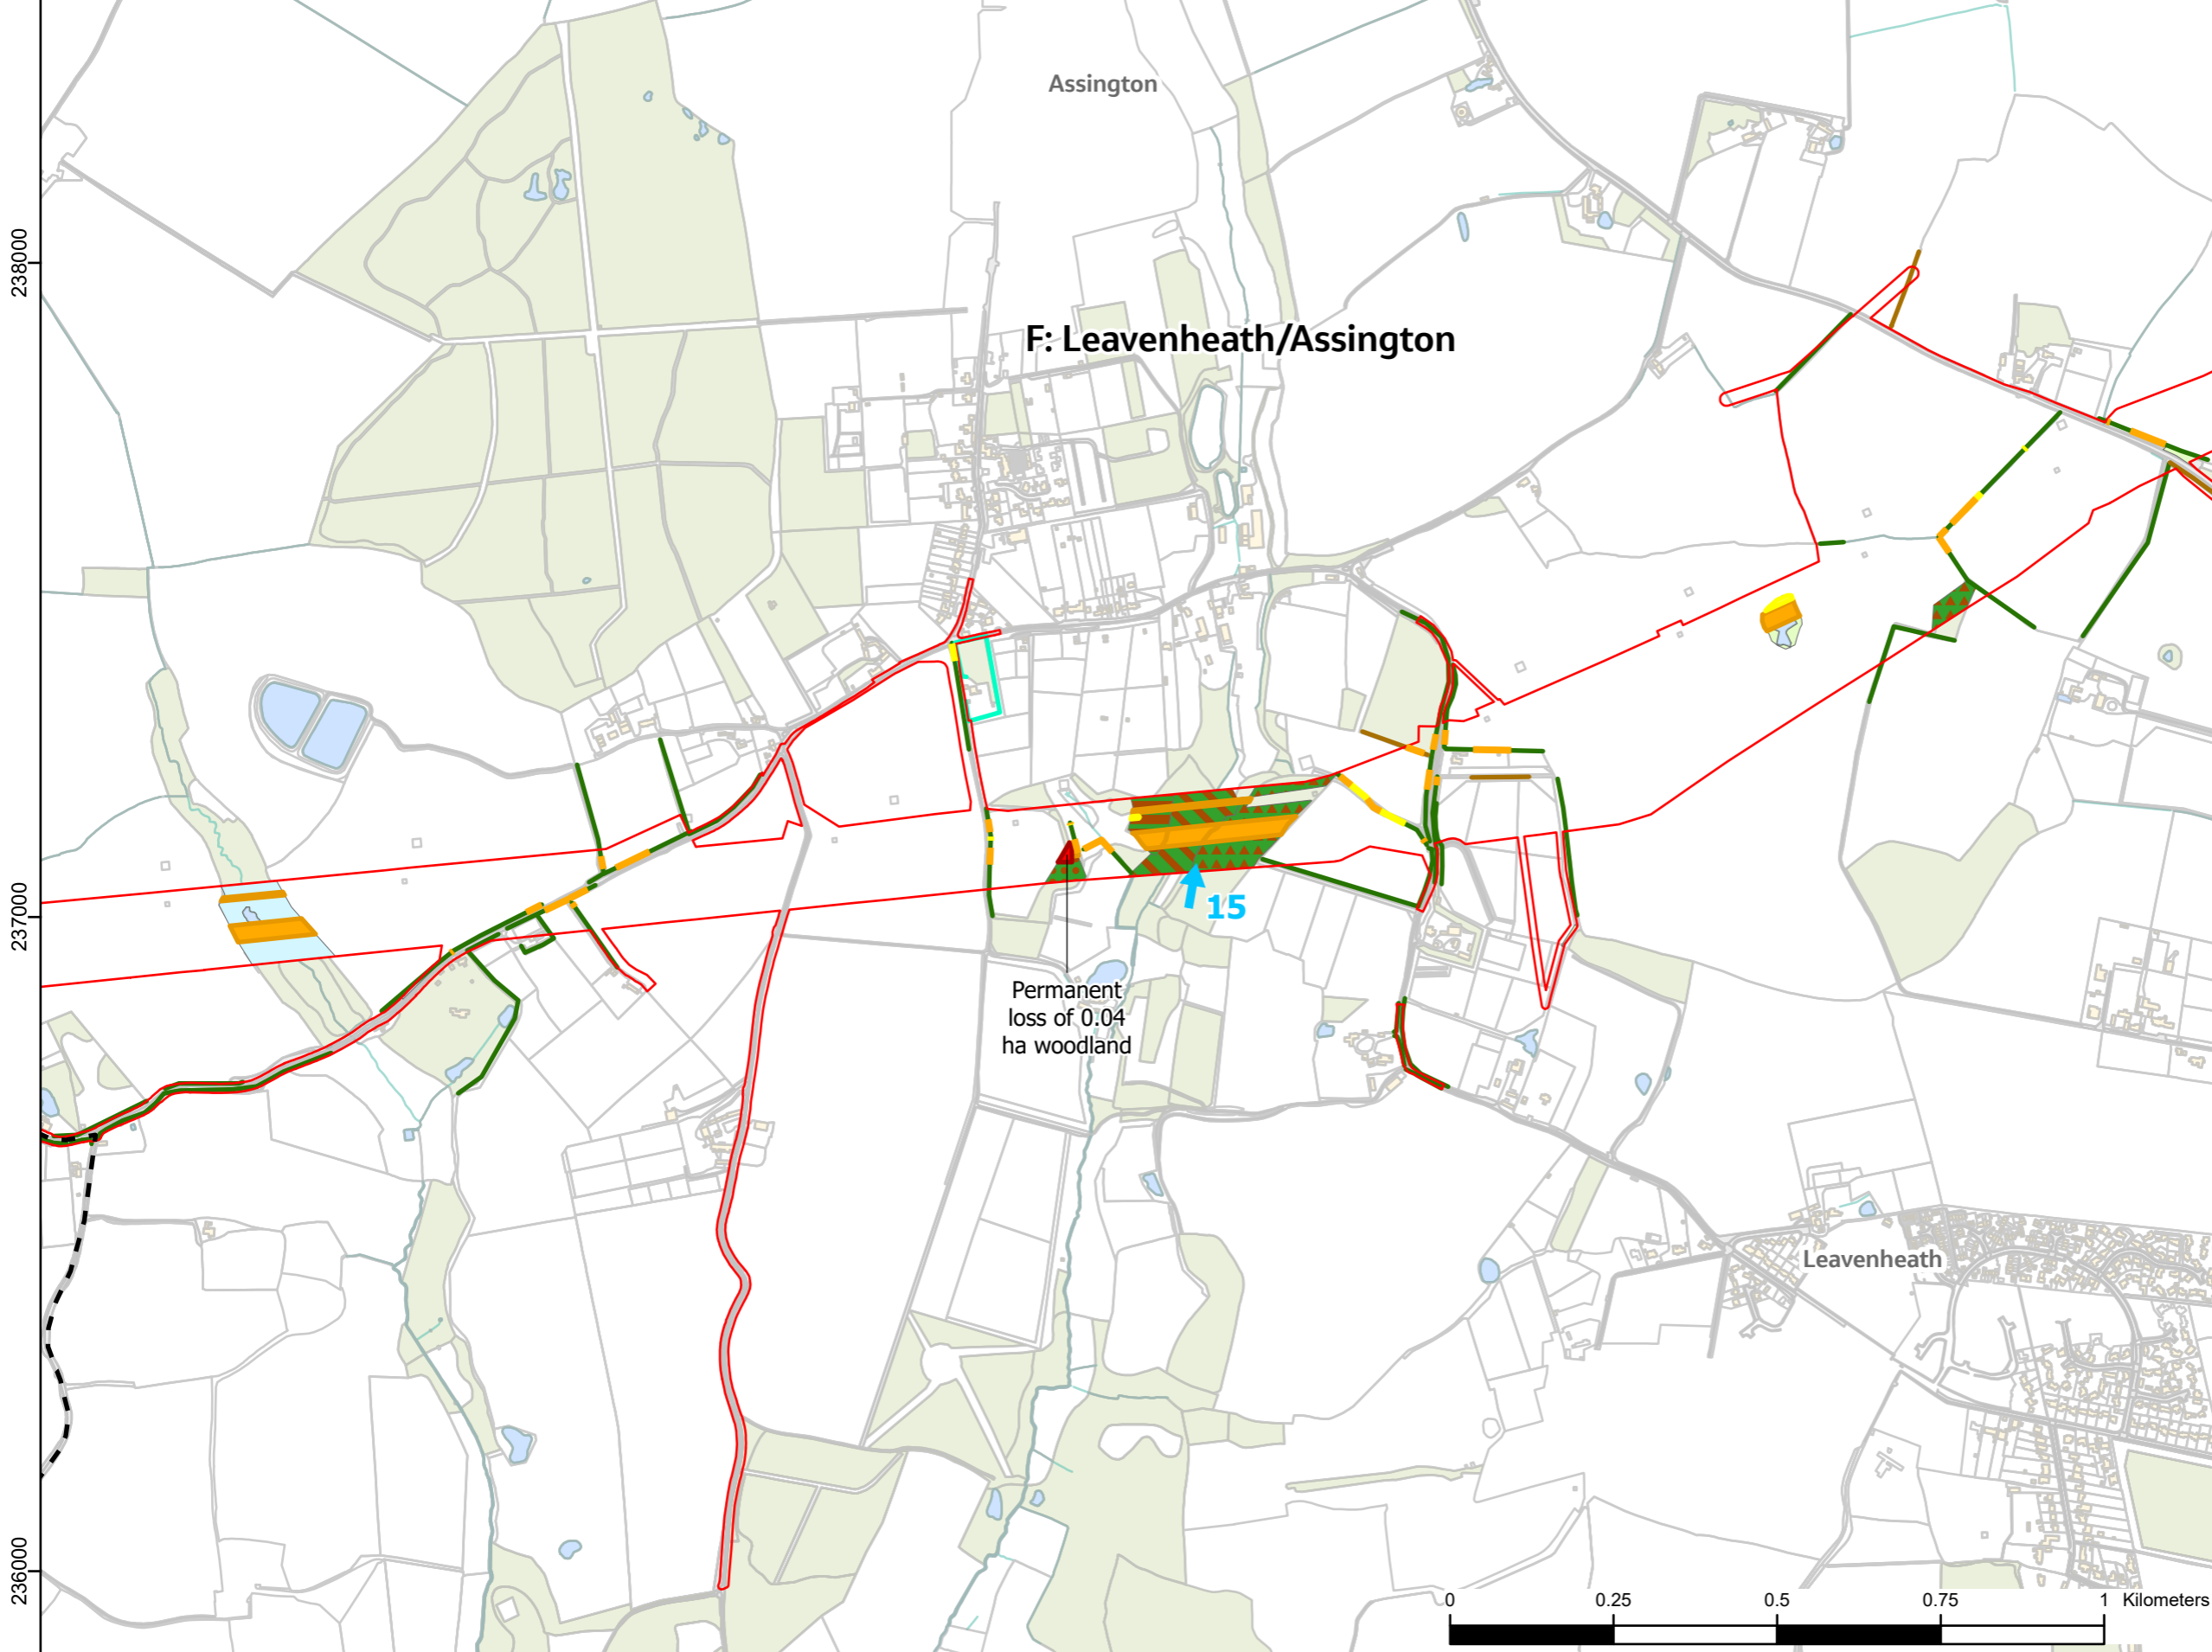 Assington
238000
F: Leavenheath/Assington
237000
15
Permanent
loss of 0.04
ha woodland
Leavenheath
236000
0 0.25 0.5 0.75 1 Kilometers